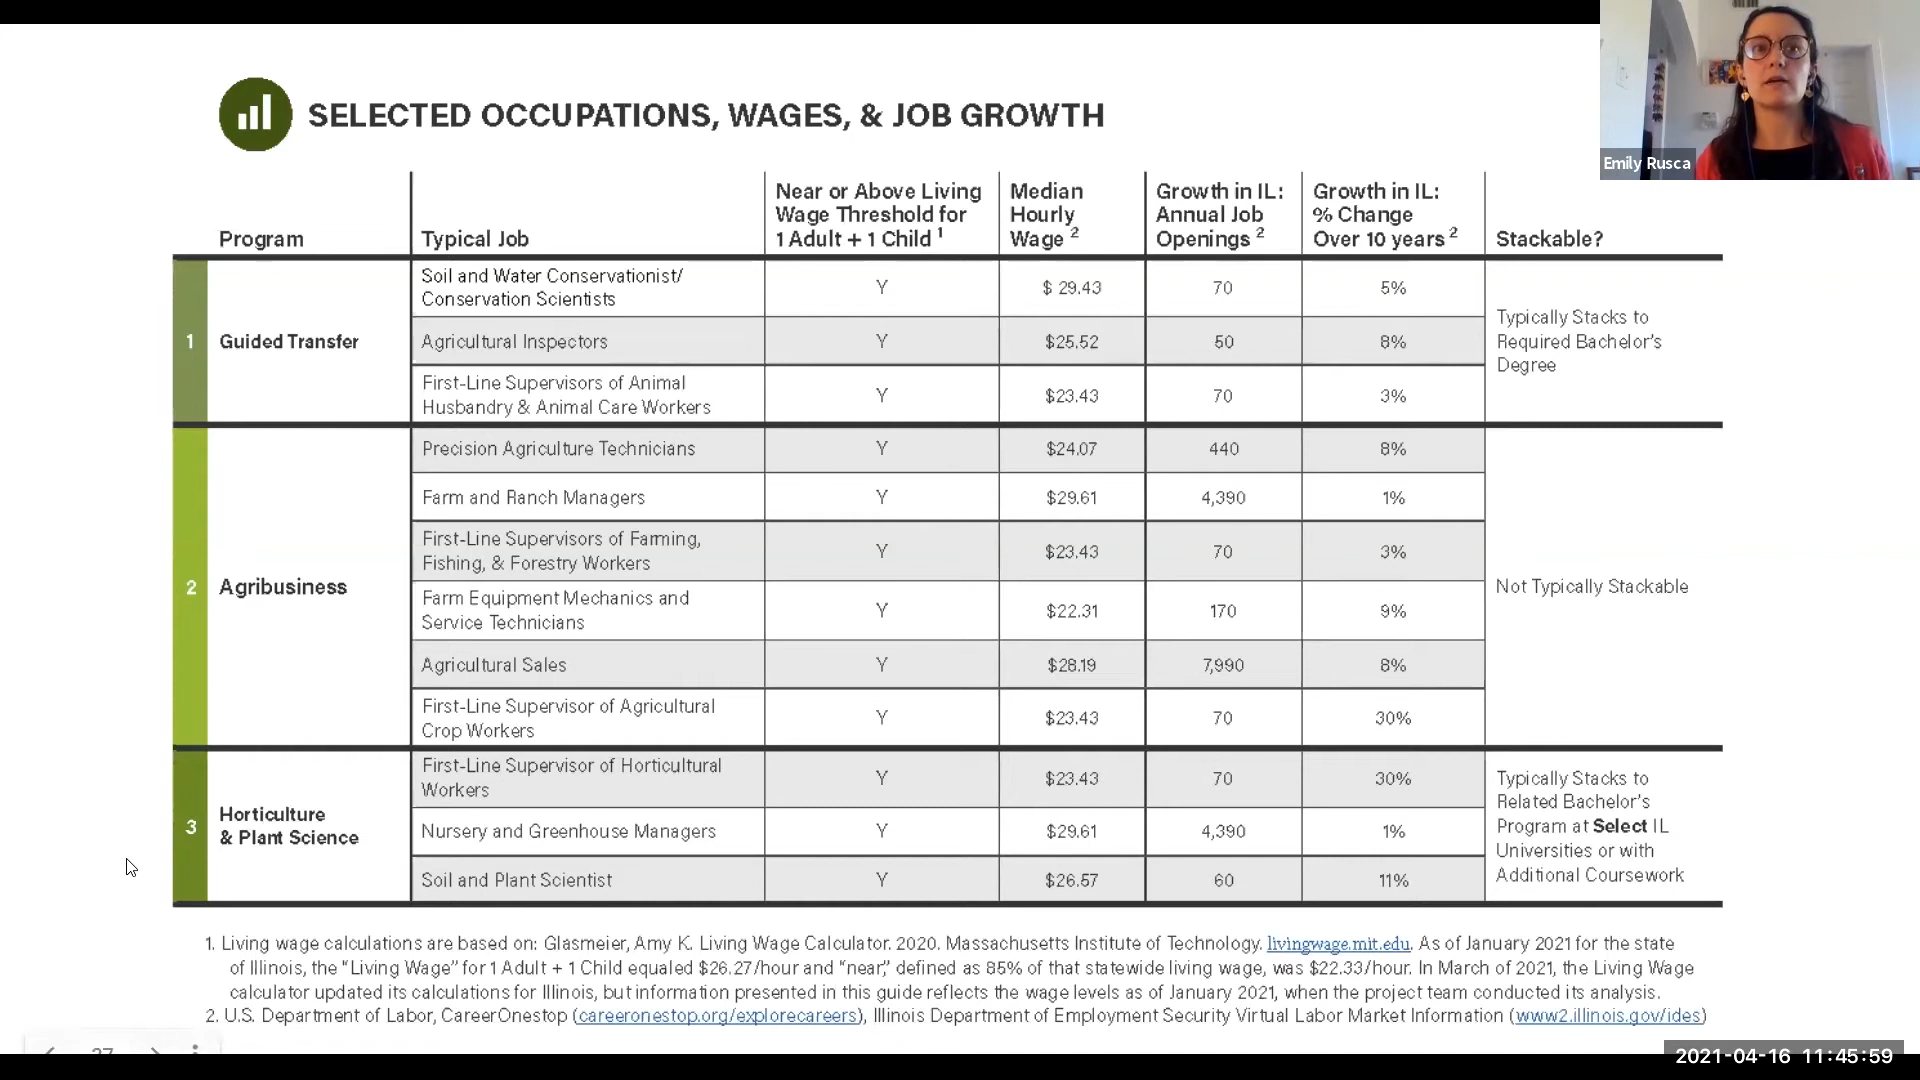 SELECTED OCCUPATIONS, WAGES, & JOB GROWTH
Emily Rusca
Program
Typical Job
Near or Above Living
Wage Threshold for
1 Adult + 1 Child 1
Median
Hourly
Wage 2
Growth in IL:
Annual Job
Openings 2
Growth in IL:
% Change
Over 10 years 2
Stackable?
1
Guided Transfer
Soil and Water Conservationist/
Conservation Scientists
Y
$ 29.43
70
5%
Agricultural Inspectors
Y
$25.52
50
8%
First-Line Supervisors of Animal
Husbandry & Animal Care Workers
Y
$23.43
70
3%
Typically Stacks to
Required Bachelor's
Degree
2
Agribusiness
Precision Agriculture Technicians
Y
$24.07
440
8%
Farm and Ranch Managers
Y
$29.61
4,390
1%
First-Line Supervisors of Farming,
Fishing, & Forestry Workers
Y
$23.43
70
3%
Farm Equipment Mechanics and
Service Technicians
Y
$22.31
170
9%
Agricultural Sales
Y
$28.19
7,990
8%
First-Line Supervisor of Agricultural
Crop Workers
Y
$23.43
70
30%
Not Typically Stackable
3
Horticulture
& Plant Science
First-Line Supervisor of Horticultural
Workers
Y
$23.43
70
30%
Nursery and Greenhouse Managers
Y
$29.61
4,390
1%
Soil and Plant Scientist
Y
$26.57
60
11%
Typically Stacks to
Related Bachelor's
Program at Select IL
Universities or with
Additional Coursework
1. Living wage calculations are based on: Glasmeier, Amy K. Living Wage Calculator. 2020. Massachusetts Institute of Technology. livingwage.mit.edu. As of January 2021 for the state
of Illinois, the "Living Wage" for 1 Adult + 1 Child equaled $26.27/hour and "near," defined as 85% of that statewide living wage, was $22.33/hour. In March of 2021, the Living Wage
calculator updated its calculations for Illinois, but information presented in this guide reflects the wage levels as of January 2021, when the project team conducted its analysis.
2. U.S. Department of Labor, CareerOnestop (careeronestop.org/explorecareers), Illinois Department of Employment Security Virtual Labor Market Information (www2.illinois.gov/ides)
2021-04-16 11:45:59